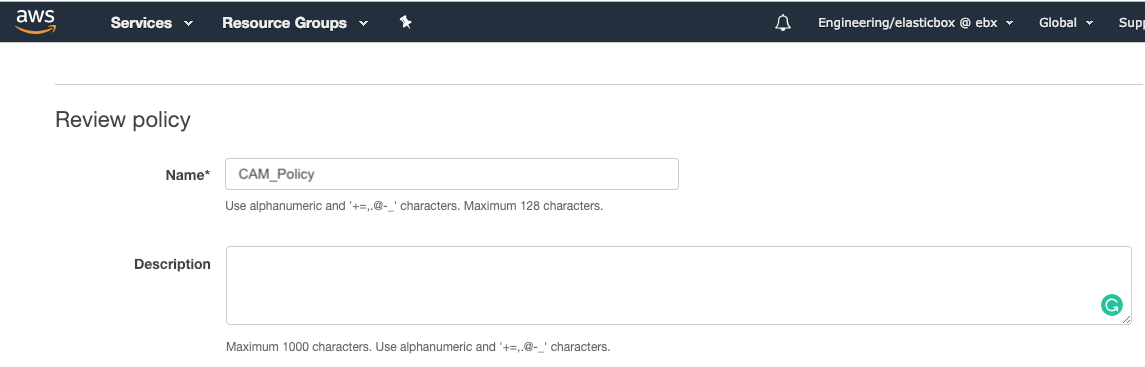 aws Services Resource Groups Engineering/elasticbox @ ebx Global Supp
Review policy
Name* CAM_Policy
Use alphanumeric and '+=,.@-_' characters. Maximum 128 characters.
Description
Maximum 1000 characters. Use alphanumeric and '+=,.@-_' characters.